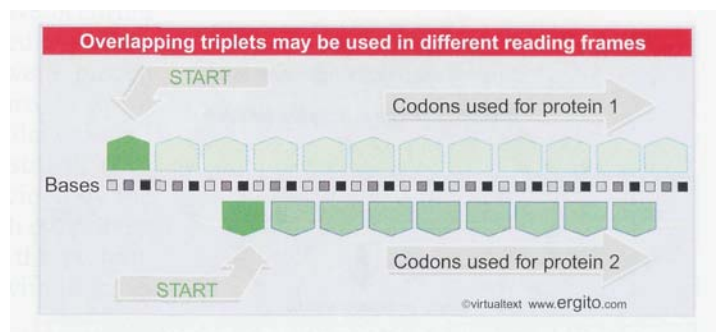 Overlapping triplets may be used in different reading frames
START
Codons used for protein 1
Bases
Codons used for protein 2
START
©virtualtext www.ergito.com